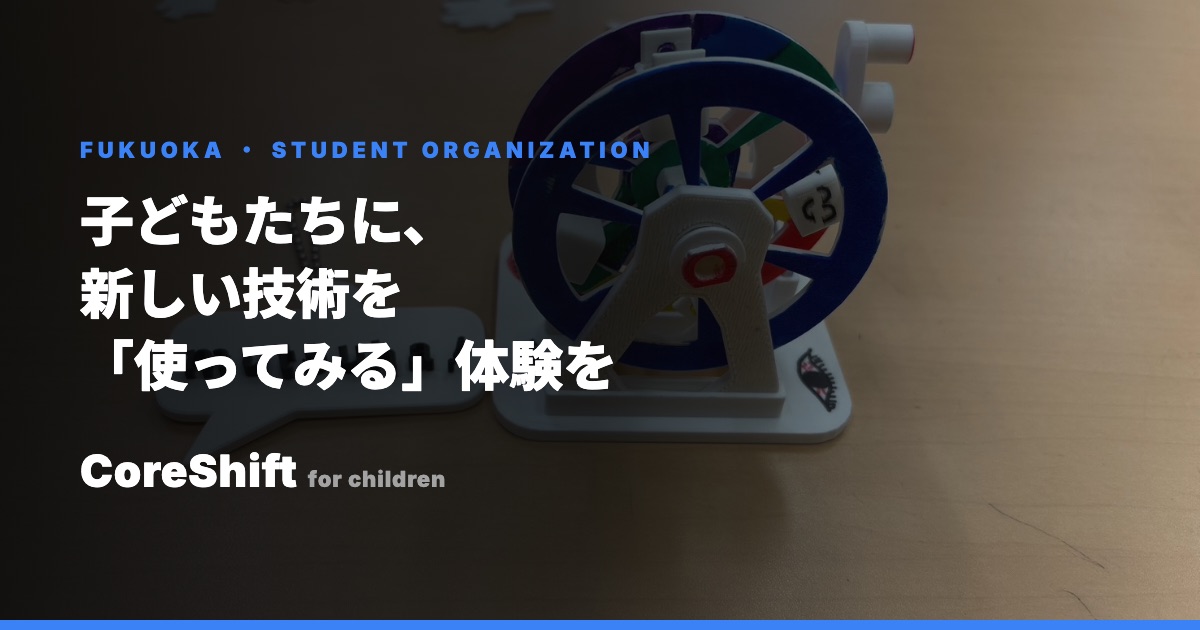 FUKUOKA • STUDENT ORGANIZATION
子どもたちに、
新しい技術を
「使ってみる」体験を
CoreShift for children